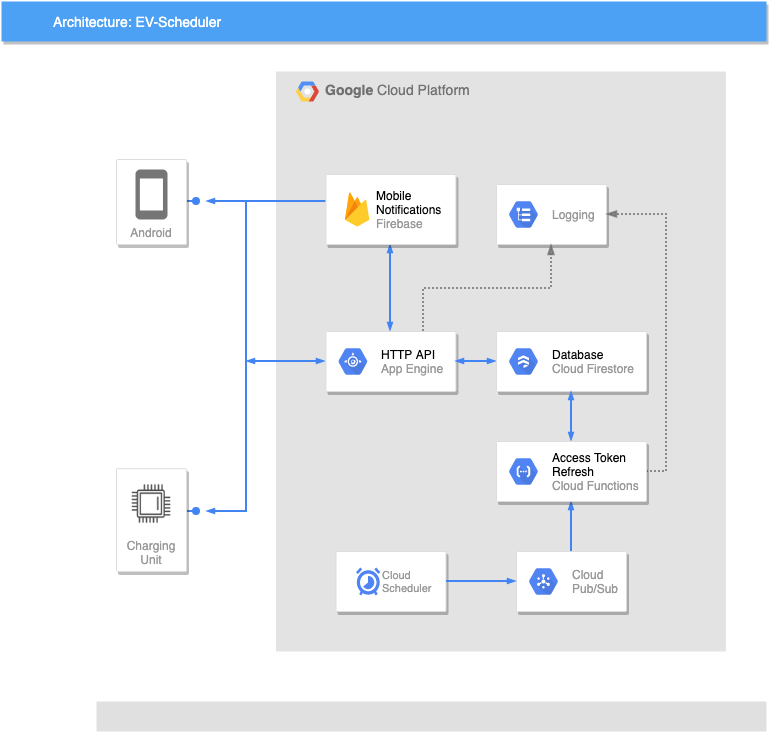 Architecture: EV-Scheduler
Google Cloud Platform
Mobile
Notifications
Firebase
Logging
Android
HTTP API
App Engine
Database
Cloud Firestore
Access Token
Refresh
Cloud Functions
Charging
Unit
Cloud
Scheduler
Cloud
Pub/Sub